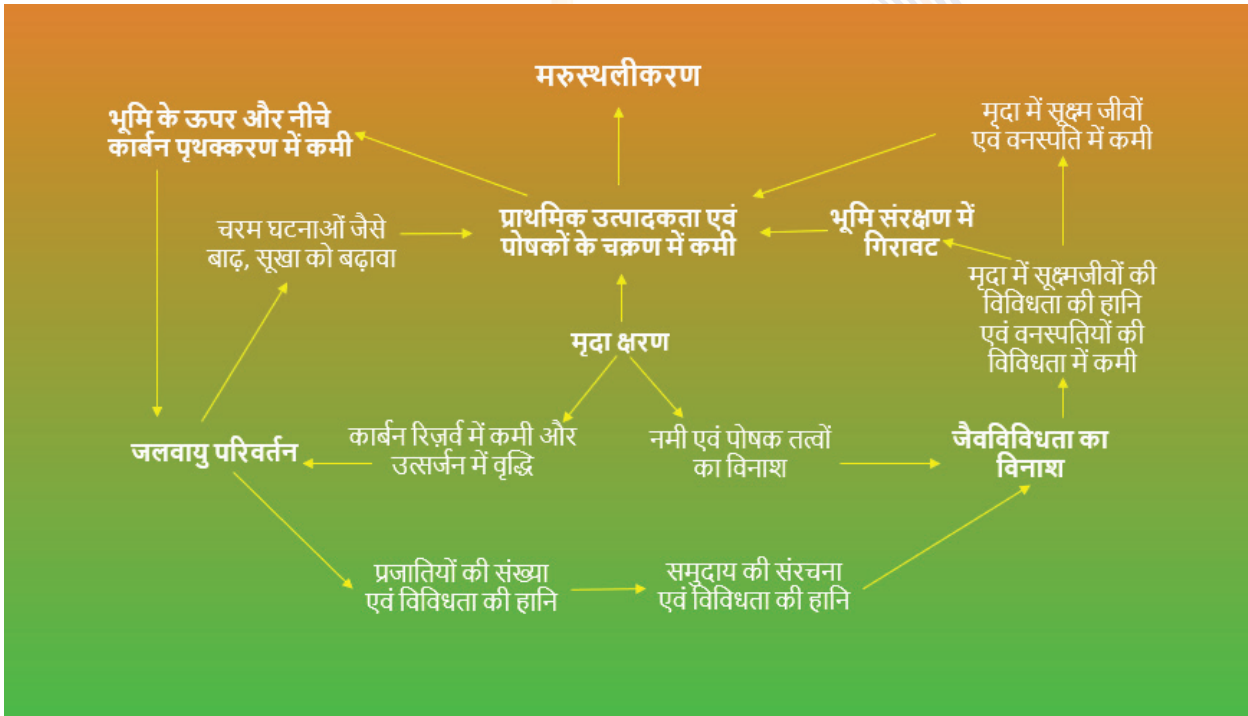 मरुस्थलीकरण
भूमि के ऊपर और नीचे
कार्बन पृथक्करण में कमी
मृदा में सूक्ष्म जीवों
एवं वनस्पति में कमी
चरम घटनाओं जैसे
बाढ़, सूखा को बढ़ावा
प्राथमिक उत्पादकता एवं
पोषकों के चक्रण में कमी
भूमि संरक्षण में
गिरावट
मृदा में सूक्ष्मजीवों की
विविधता की हानि
एवं वनस्पतियों की
विविधता में कमी
मृदा क्षरण
जलवायु परिवर्तन
कार्बन रिज़र्व में कमी और
उत्सर्जन में वृद्धि
नमी एवं पोषक तत्वों
का विनाश
जैवविविधता का
विनाश
प्रजातियों की संख्या
एवं विविधता की हानि
समुदाय की संरचना
एवं विविधता की हानि